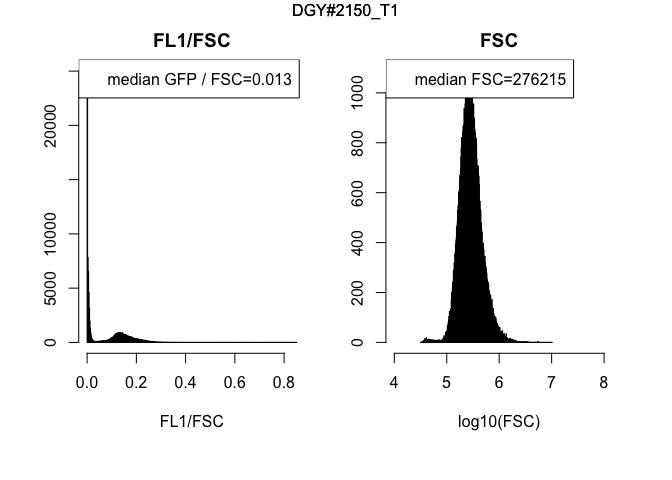 DGY#2150_T1
FL1/FSC
median GFP / FSC=0.013
0
5000
10000
20000
0.0 0.2 0.4 0.6 0.8
FL1/FSC
FSC
median FSC=276215
0
200
400
600
800
1000
4 5 6 7 8
log10(FSC)